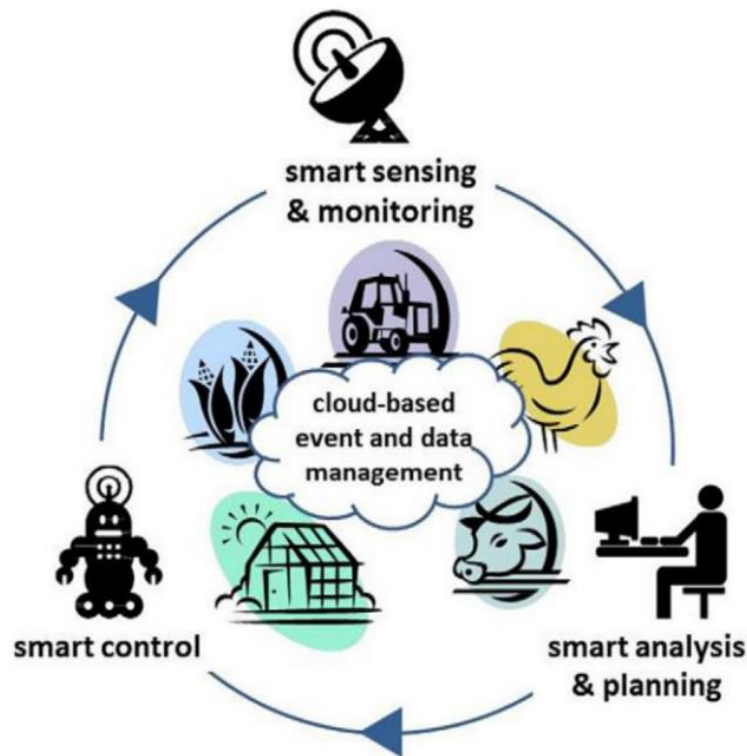 smart sensing
& monitoring
cloud-based
event and data
management
smart control
smart analysis
& planning